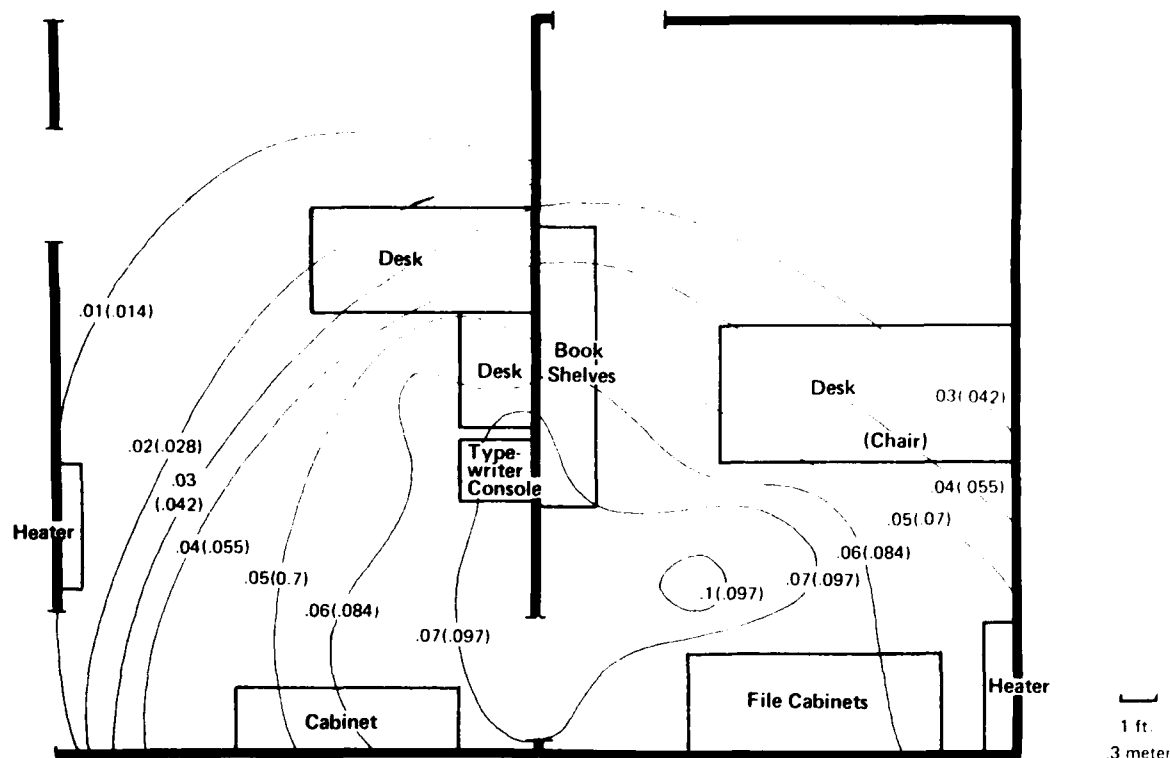 Desk
.01(.014)
Book
Shelves
Desk
Desk
.03(.042)
(Chair)
.02(.028)
Type-
writer
Console
.03
(.042)
.04(.055)
.05(.07)
Heater
.04(.055)
.06(.084)
.05(0.7)
.07(.097)
.1(.097)
.06(.084)
.07(.097)
Heater
File Cabinets
Cabinet
1 ft.
.3 meter